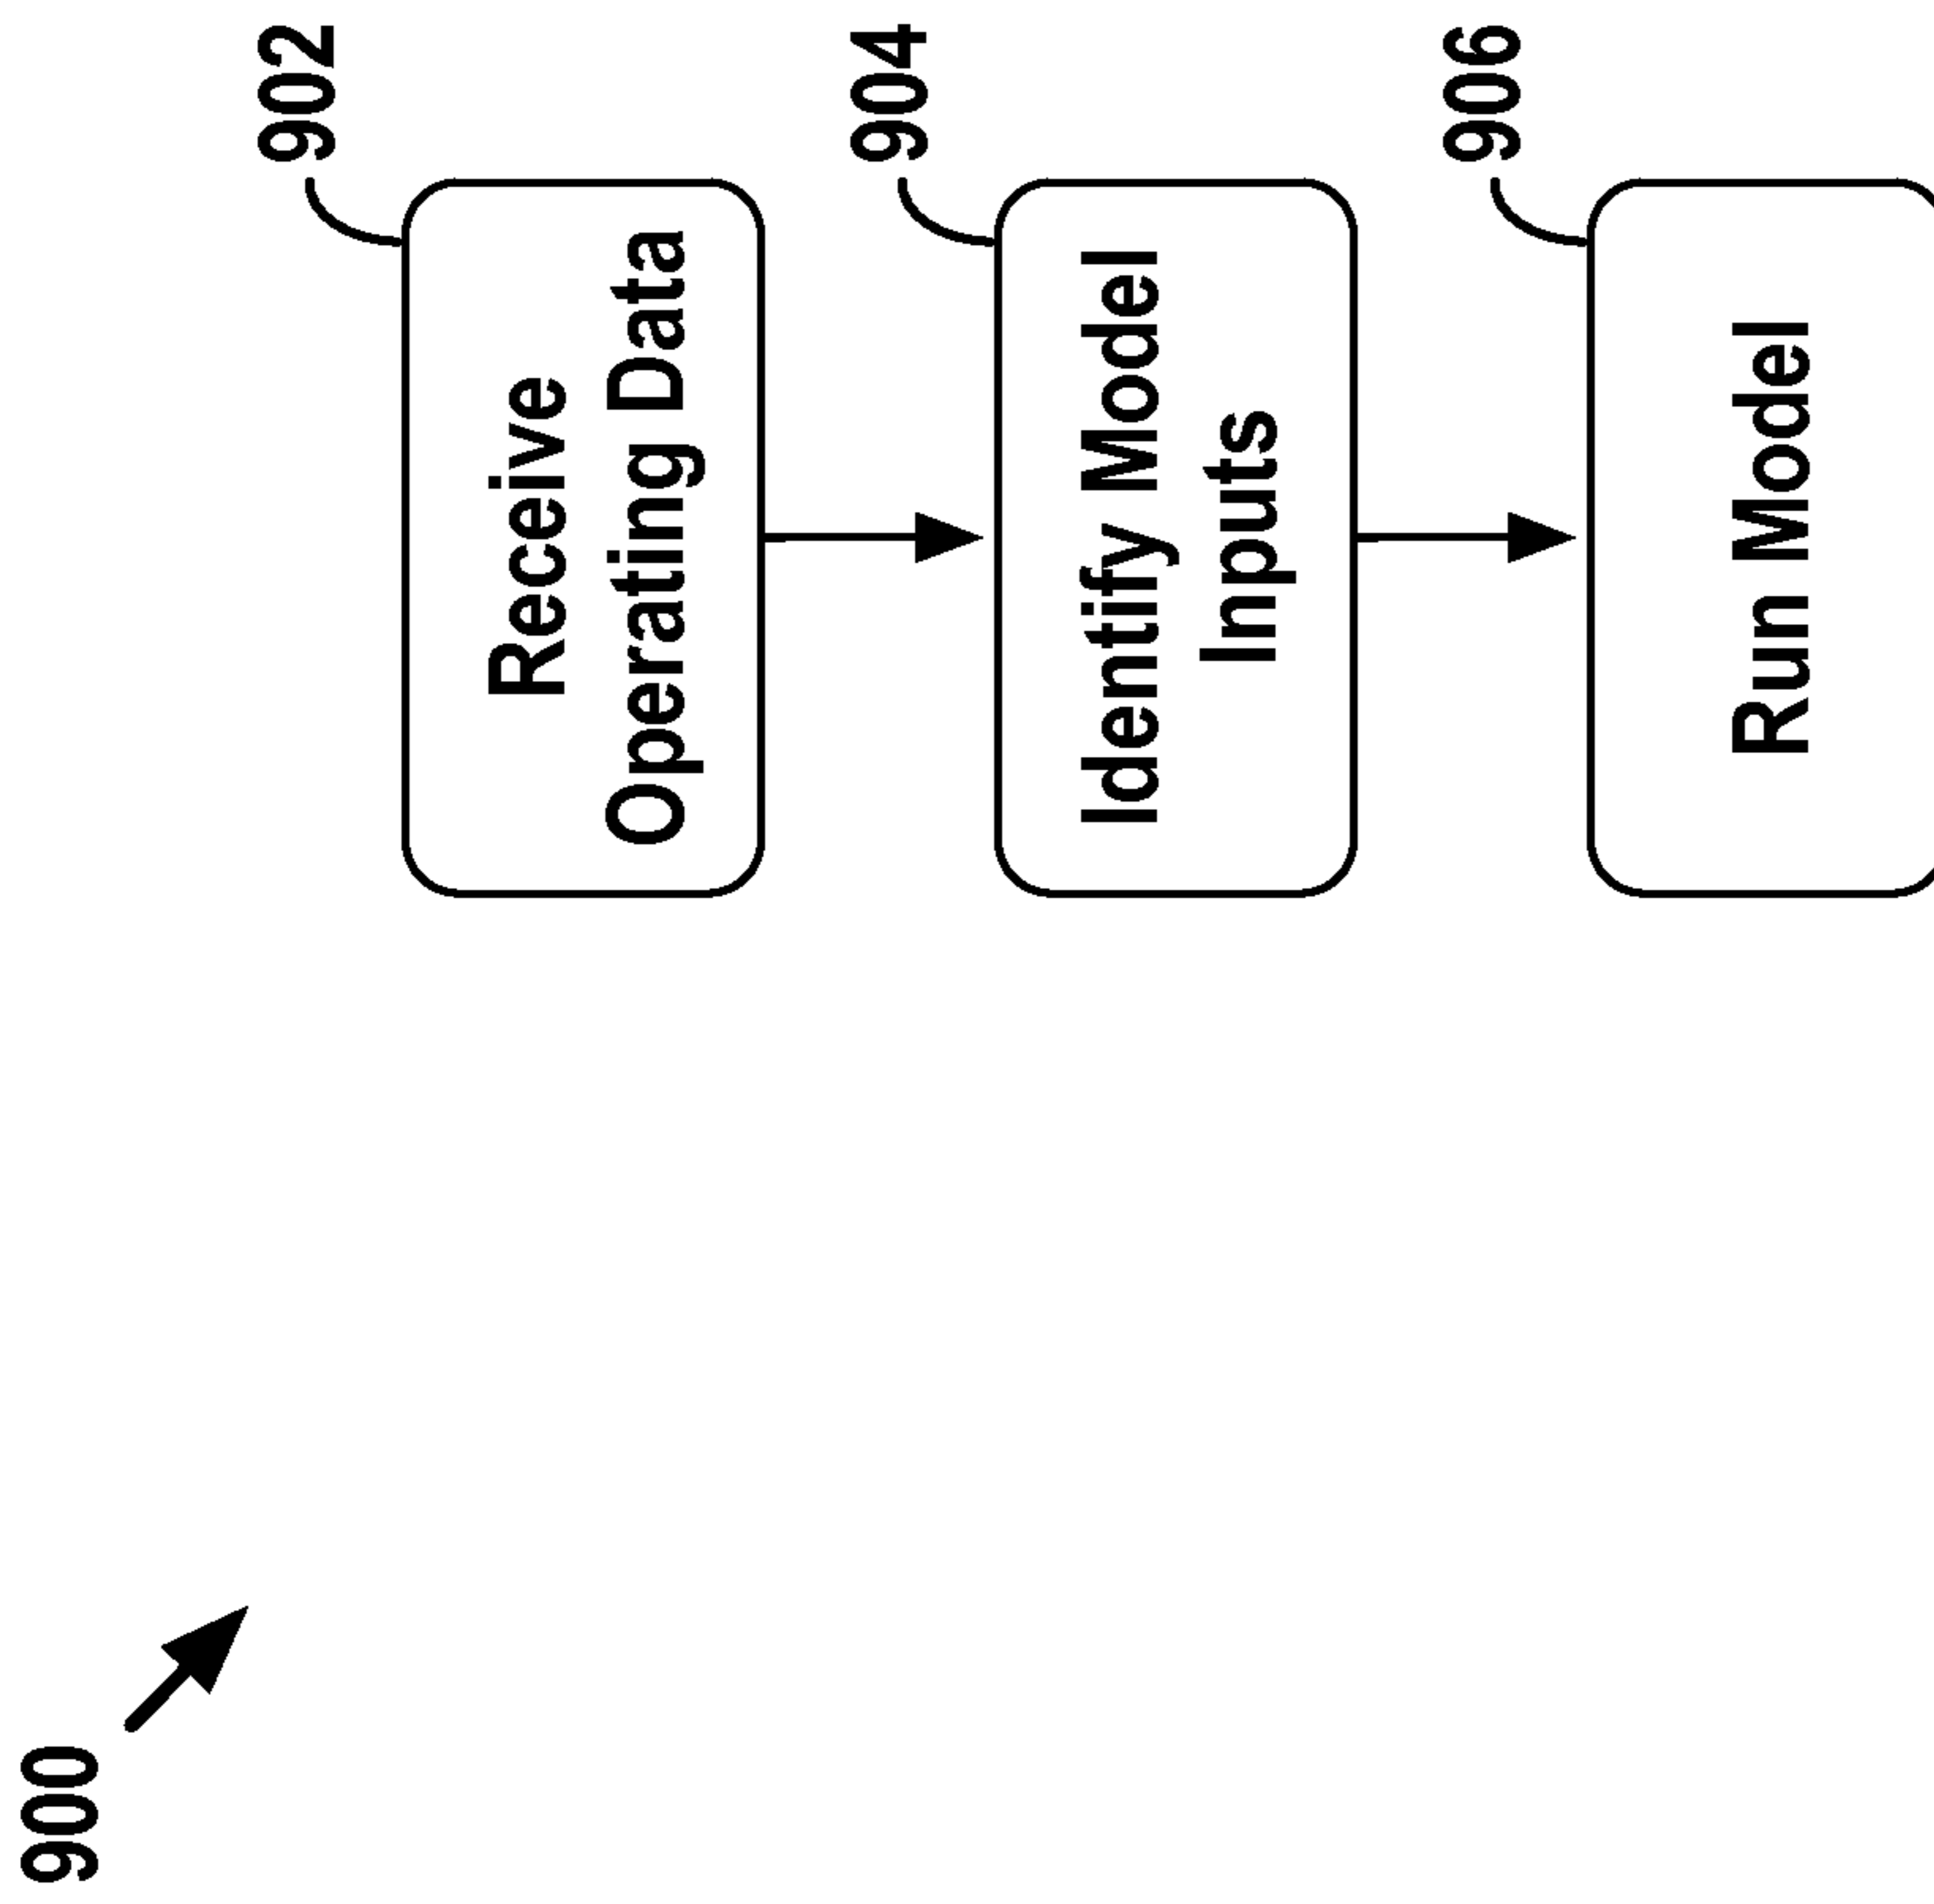 900
902
Receive
Operating Data
904
Identify Model
Inputs
906
Run Model